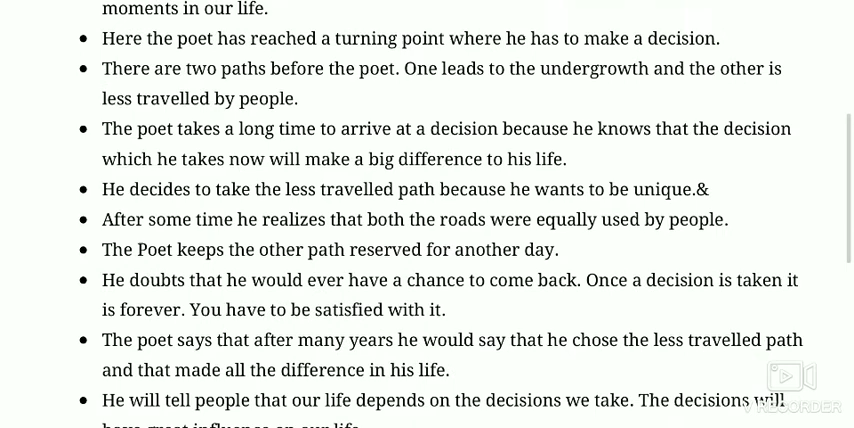 moments in our life.
• Here the poet has reached a turning point where he has to make a decision.
• There are two paths before the poet. One leads to the undergrowth and the other is
less travelled by people.
• The poet takes a long time to arrive at a decision because he knows that the decision
which he takes now will make a big difference to his life.
• He decides to take the less travelled path because he wants to be unique.&
• After some time he realizes that both the roads were equally used by people.
• The Poet keeps the other path reserved for another day.
• He doubts that he would ever have a chance to come back. Once a decision is taken it
is forever. You have to be satisfied with it.
• The poet says that after many years he would say that he chose the less travelled path
and that made all the difference in his life.
• He will tell people that our life depends on the decisions we take. The decisions will
have great influence on our life.
V RECORDER